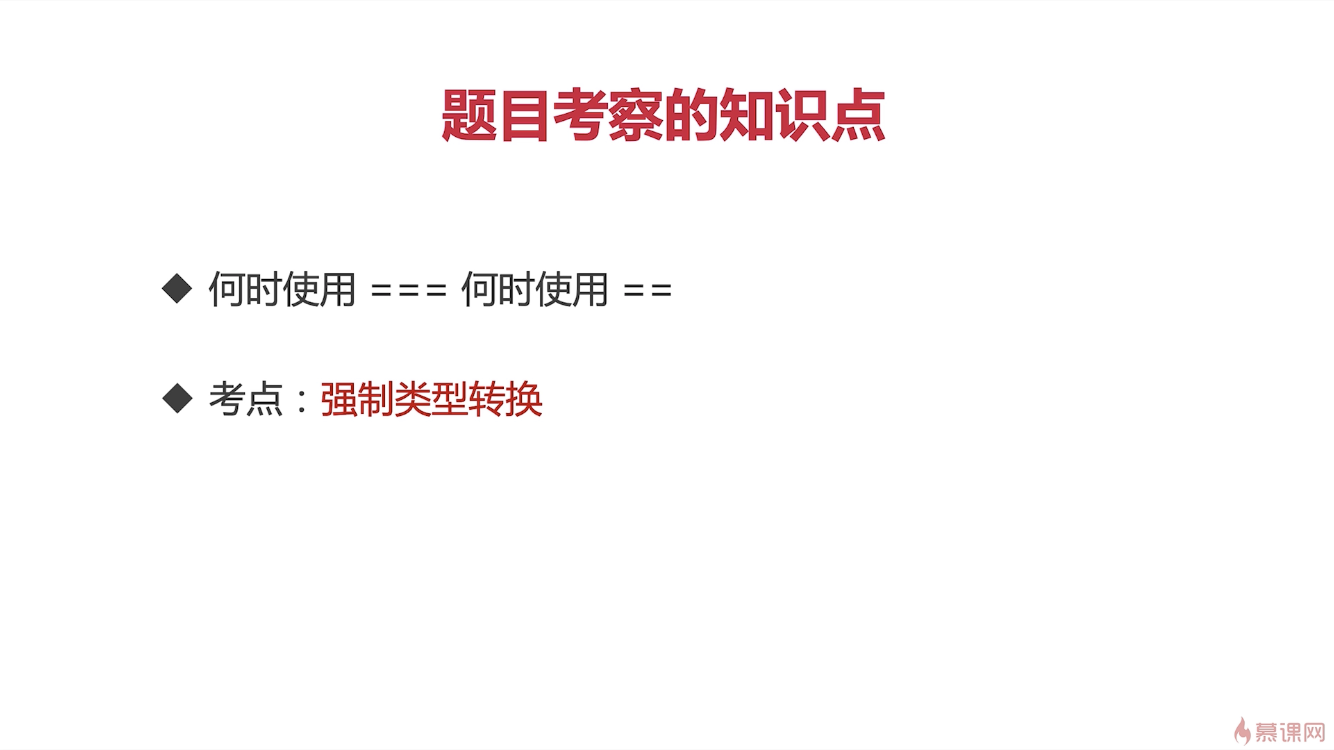 题目考察的知识点
◆ 何时使用 === 何时使用 ==
◆ 考点：强制类型转换
慕课网